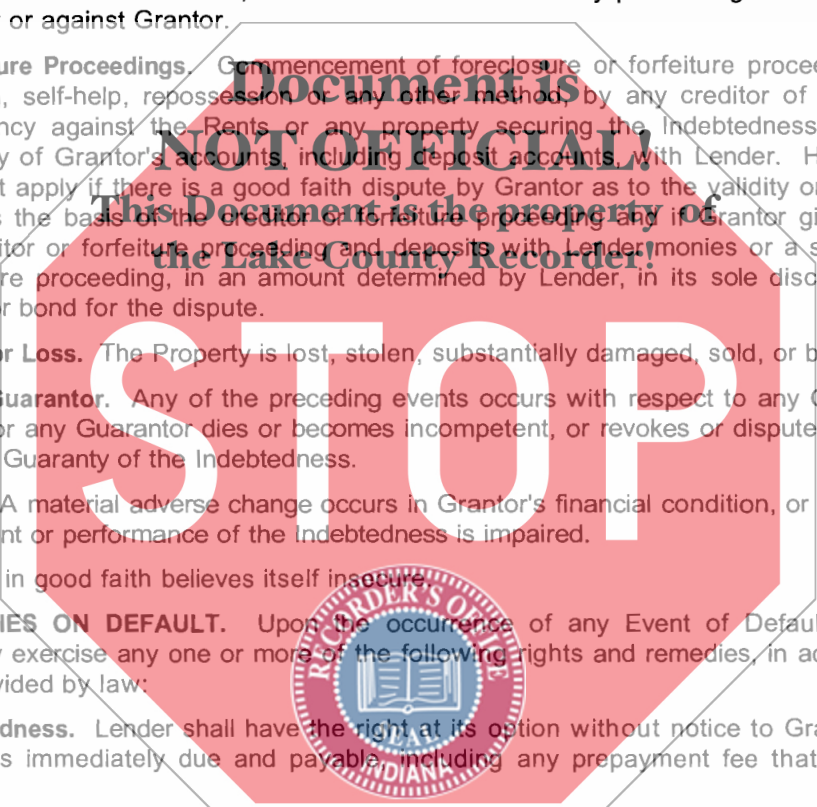 or against Grantor.
ure Proceedings. Commencement of foreclosure or forfeiture procee
Document is
, self-help, repossession or any other method, by any creditor of
ncy against the Rents or any property securing the Indebtedness
NOT OFFICIAL!
y of Grantor's accounts, including deposit accounts, with Lender. H
t apply if there is a good faith dispute by Grantor as to the validity or
This Document is the property of
s the basis of the creditor or forfeiture proceeding and if Grantor gi
itor or forfeiture proceeding and deposits with Lender monies or a s
the Lake County Recorder!
re proceeding, in an amount determined by Lender, in its sole disc
r bond for the dispute.
or Loss. The Property is lost, stolen, substantially damaged, sold, or b
STOP
Guarantor. Any of the preceding events occurs with respect to any
or any Guarantor dies or becomes incompetent, or revokes or dispute
Guaranty of the Indebtedness.
A material adverse change occurs in Grantor's financial condition, or
nt or performance of the Indebtedness is impaired.
in good faith believes itself insecure.
RECORDER'S OFFICE
IES ON DEFAULT. Upon the occurrence of any Event of Defaul
y exercise any one or more of the following rights and remedies, in ad
vided by law:
dness. Lender shall have the right at its option without notice to Gra
SEAL
s immediately due and payable, including any prepayment fee that
INDIANA